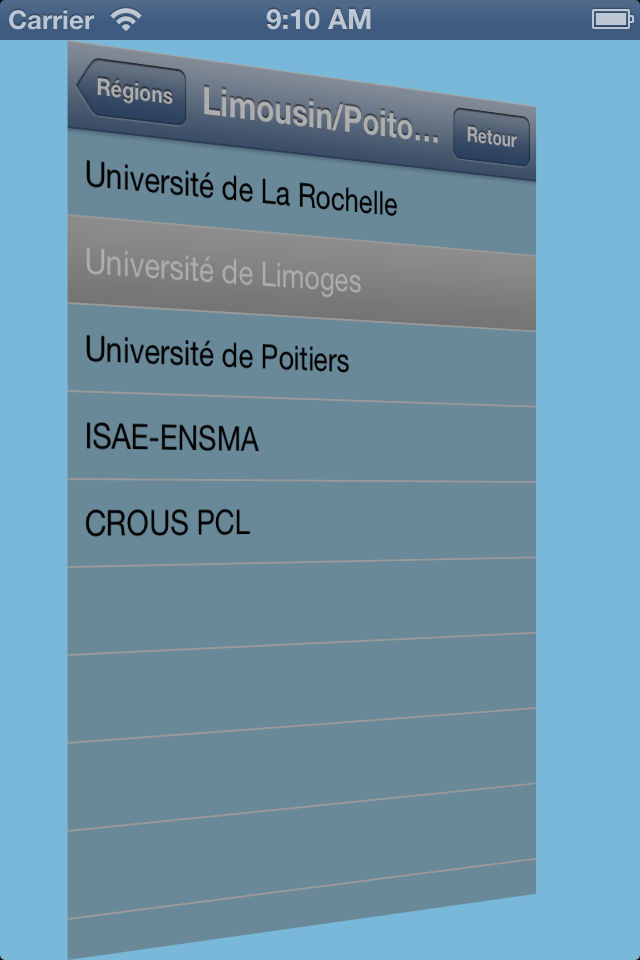 Carrier 9:10 AM
Régions Limousin/Poito... Retour
Université de La Rochelle
Université de Limoges
Université de Poitiers
ISAE-ENSMA
CROUS PCL